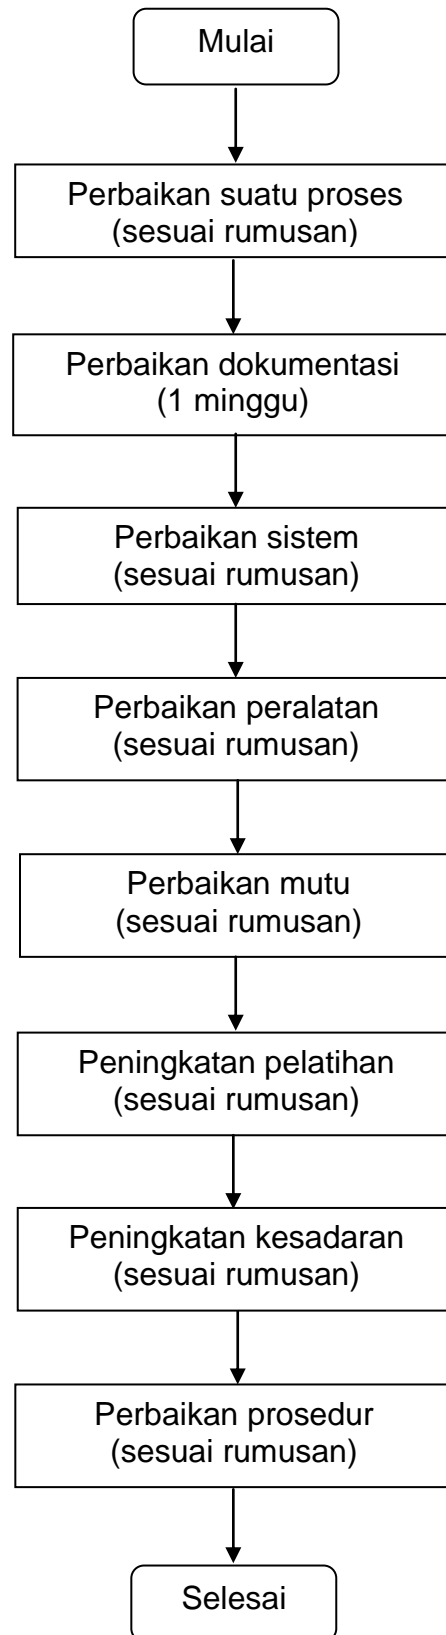 Mulai
Perbaikan suatu proses
(sesuai rumusan)
Perbaikan dokumentasi
(1 minggu)
Perbaikan sistem
(sesuai rumusan)
Perbaikan peralatan
(sesuai rumusan)
Perbaikan mutu
(sesuai rumusan)
Peningkatan pelatihan
(sesuai rumusan)
Peningkatan kesadaran
(sesuai rumusan)
Perbaikan prosedur
(sesuai rumusan)
Selesai